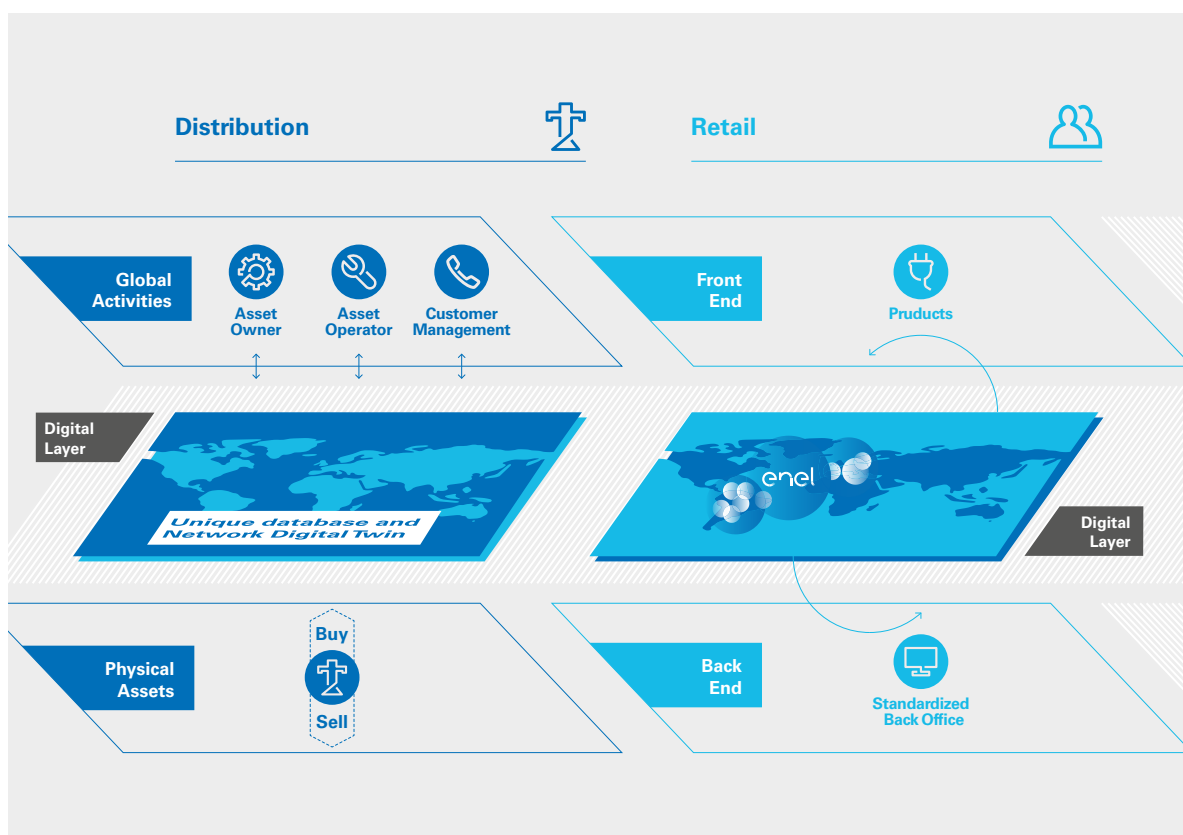 Distribution
Retail
Global
Activities
Asset
Owner
Asset
Operator
Customer
Management
Front
End
Pruducts
Digital
Layer
Unique database and
Network Digital Twin
enel
Digital
Layer
Physical
Assets
Buy
Sell
Back
End
Standardized
Back Office